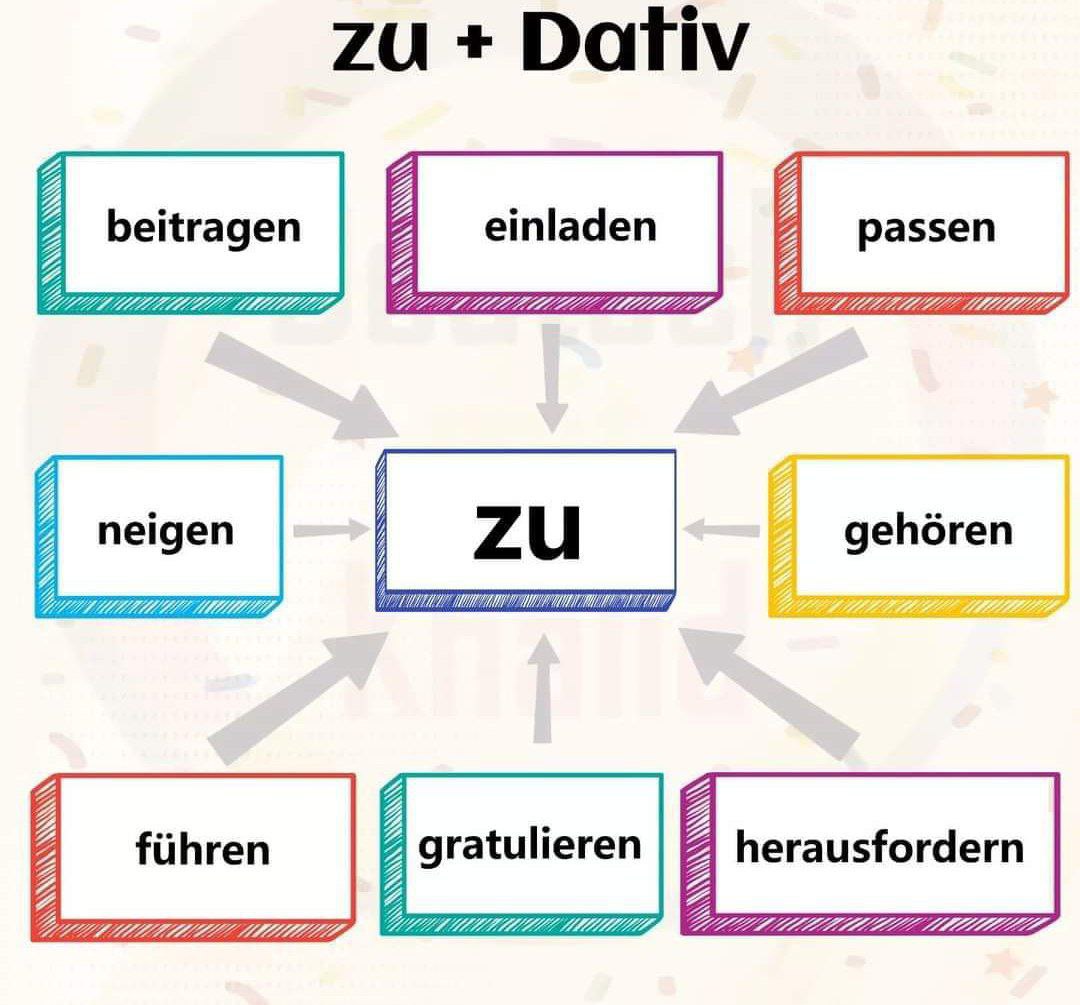 zu + Dativ
beitragen
einladen
passen
neigen
zu
gehören
führen
gratulieren
herausfordern